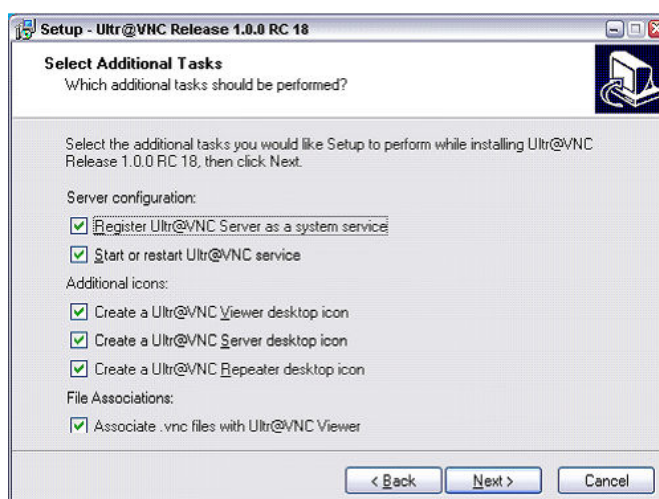 Setup - Ultr@VNC Release 1.0.0 RC 18
Select Additional Tasks
Which additional tasks should be performed?
Select the additional tasks you would like Setup to perform while installing Ultr@VNC
Release 1.0.0 RC 18, then click Next.
Server configuration:
Register Ultr@VNC Server as a system service
Start or restart Ultr@VNC service
Additional icons:
Create a Ultr@VNC Viewer desktop icon
Create a Ultr@VNC Server desktop icon
Create a Ultr@VNC Repeater desktop icon
File Associations:
Associate .vnc files with Ultr@VNC Viewer
< Back Next > Cancel